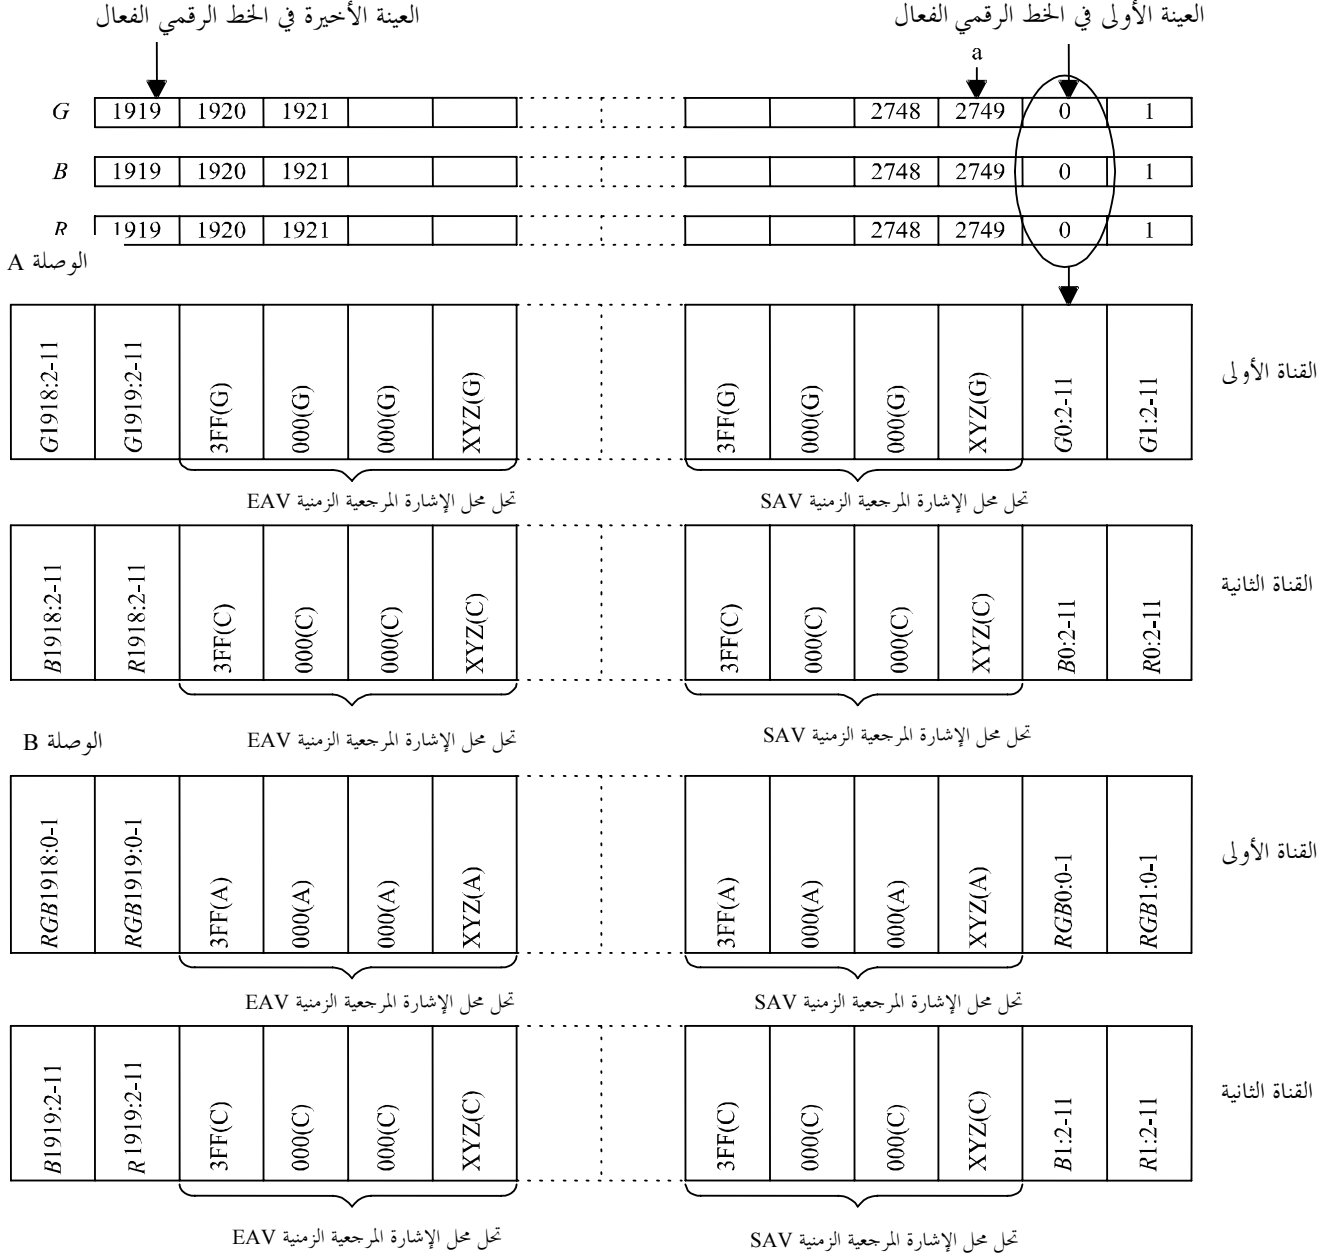 العينة الأخيرة في الخط الرقمي الفعال
العينة الأولى في الخط الرقمي الفعال
a
G 1919 1920 1921 2748 2749 0 1
B 1919 1920 1921 2748 2749 0 1
R 1919 1920 1921 2748 2749 0 1
الوصلة A
القناة الأولى
G1918:2-11 G1919:2-11 3FF(G) 000(G) 000(G) XYZ(G) 3FF(G) 000(G) 000(G) XYZ(G) G0:2-11 G1:2-11
تحل محل الإشارة المرجعية الزمنية EAV
تحل محل الإشارة المرجعية الزمنية SAV
القناة الثانية
B1918:2-11 R1918:2-11 3FF(C) 000(C) 000(C) XYZ(C) 3FF(C) 000(C) 000(C) XYZ(C) B0:2-11 R0:2-11
تحل محل الإشارة المرجعية الزمنية EAV
تحل محل الإشارة المرجعية الزمنية SAV
الوصلة B
القناة الأولى
RGB1918:0-1 RGB1919:0-1 3FF(A) 000(A) 000(A) XYZ(A) 3FF(A) 000(A) 000(A) XYZ(A) RGB0:0-1 RGB1:0-1
تحل محل الإشارة المرجعية الزمنية EAV
تحل محل الإشارة المرجعية الزمنية SAV
القناة الثانية
B1919:2-11 R1919:2-11 3FF(C) 000(C) 000(C) XYZ(C) 3FF(C) 000(C) 000(C) XYZ(C) B1:2-11 R1:2-11
تحل محل الإشارة المرجعية الزمنية EAV
تحل محل الإشارة المرجعية الزمنية SAV